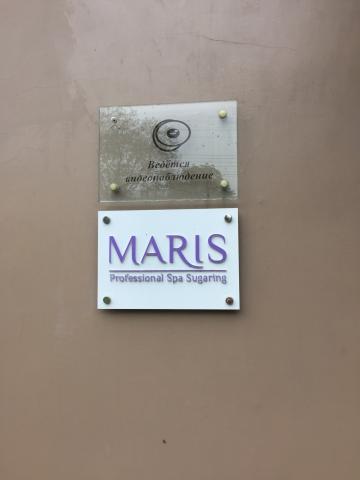 Ведётся
видеонаблюдение
MARIS
Professional Spa Sugaring